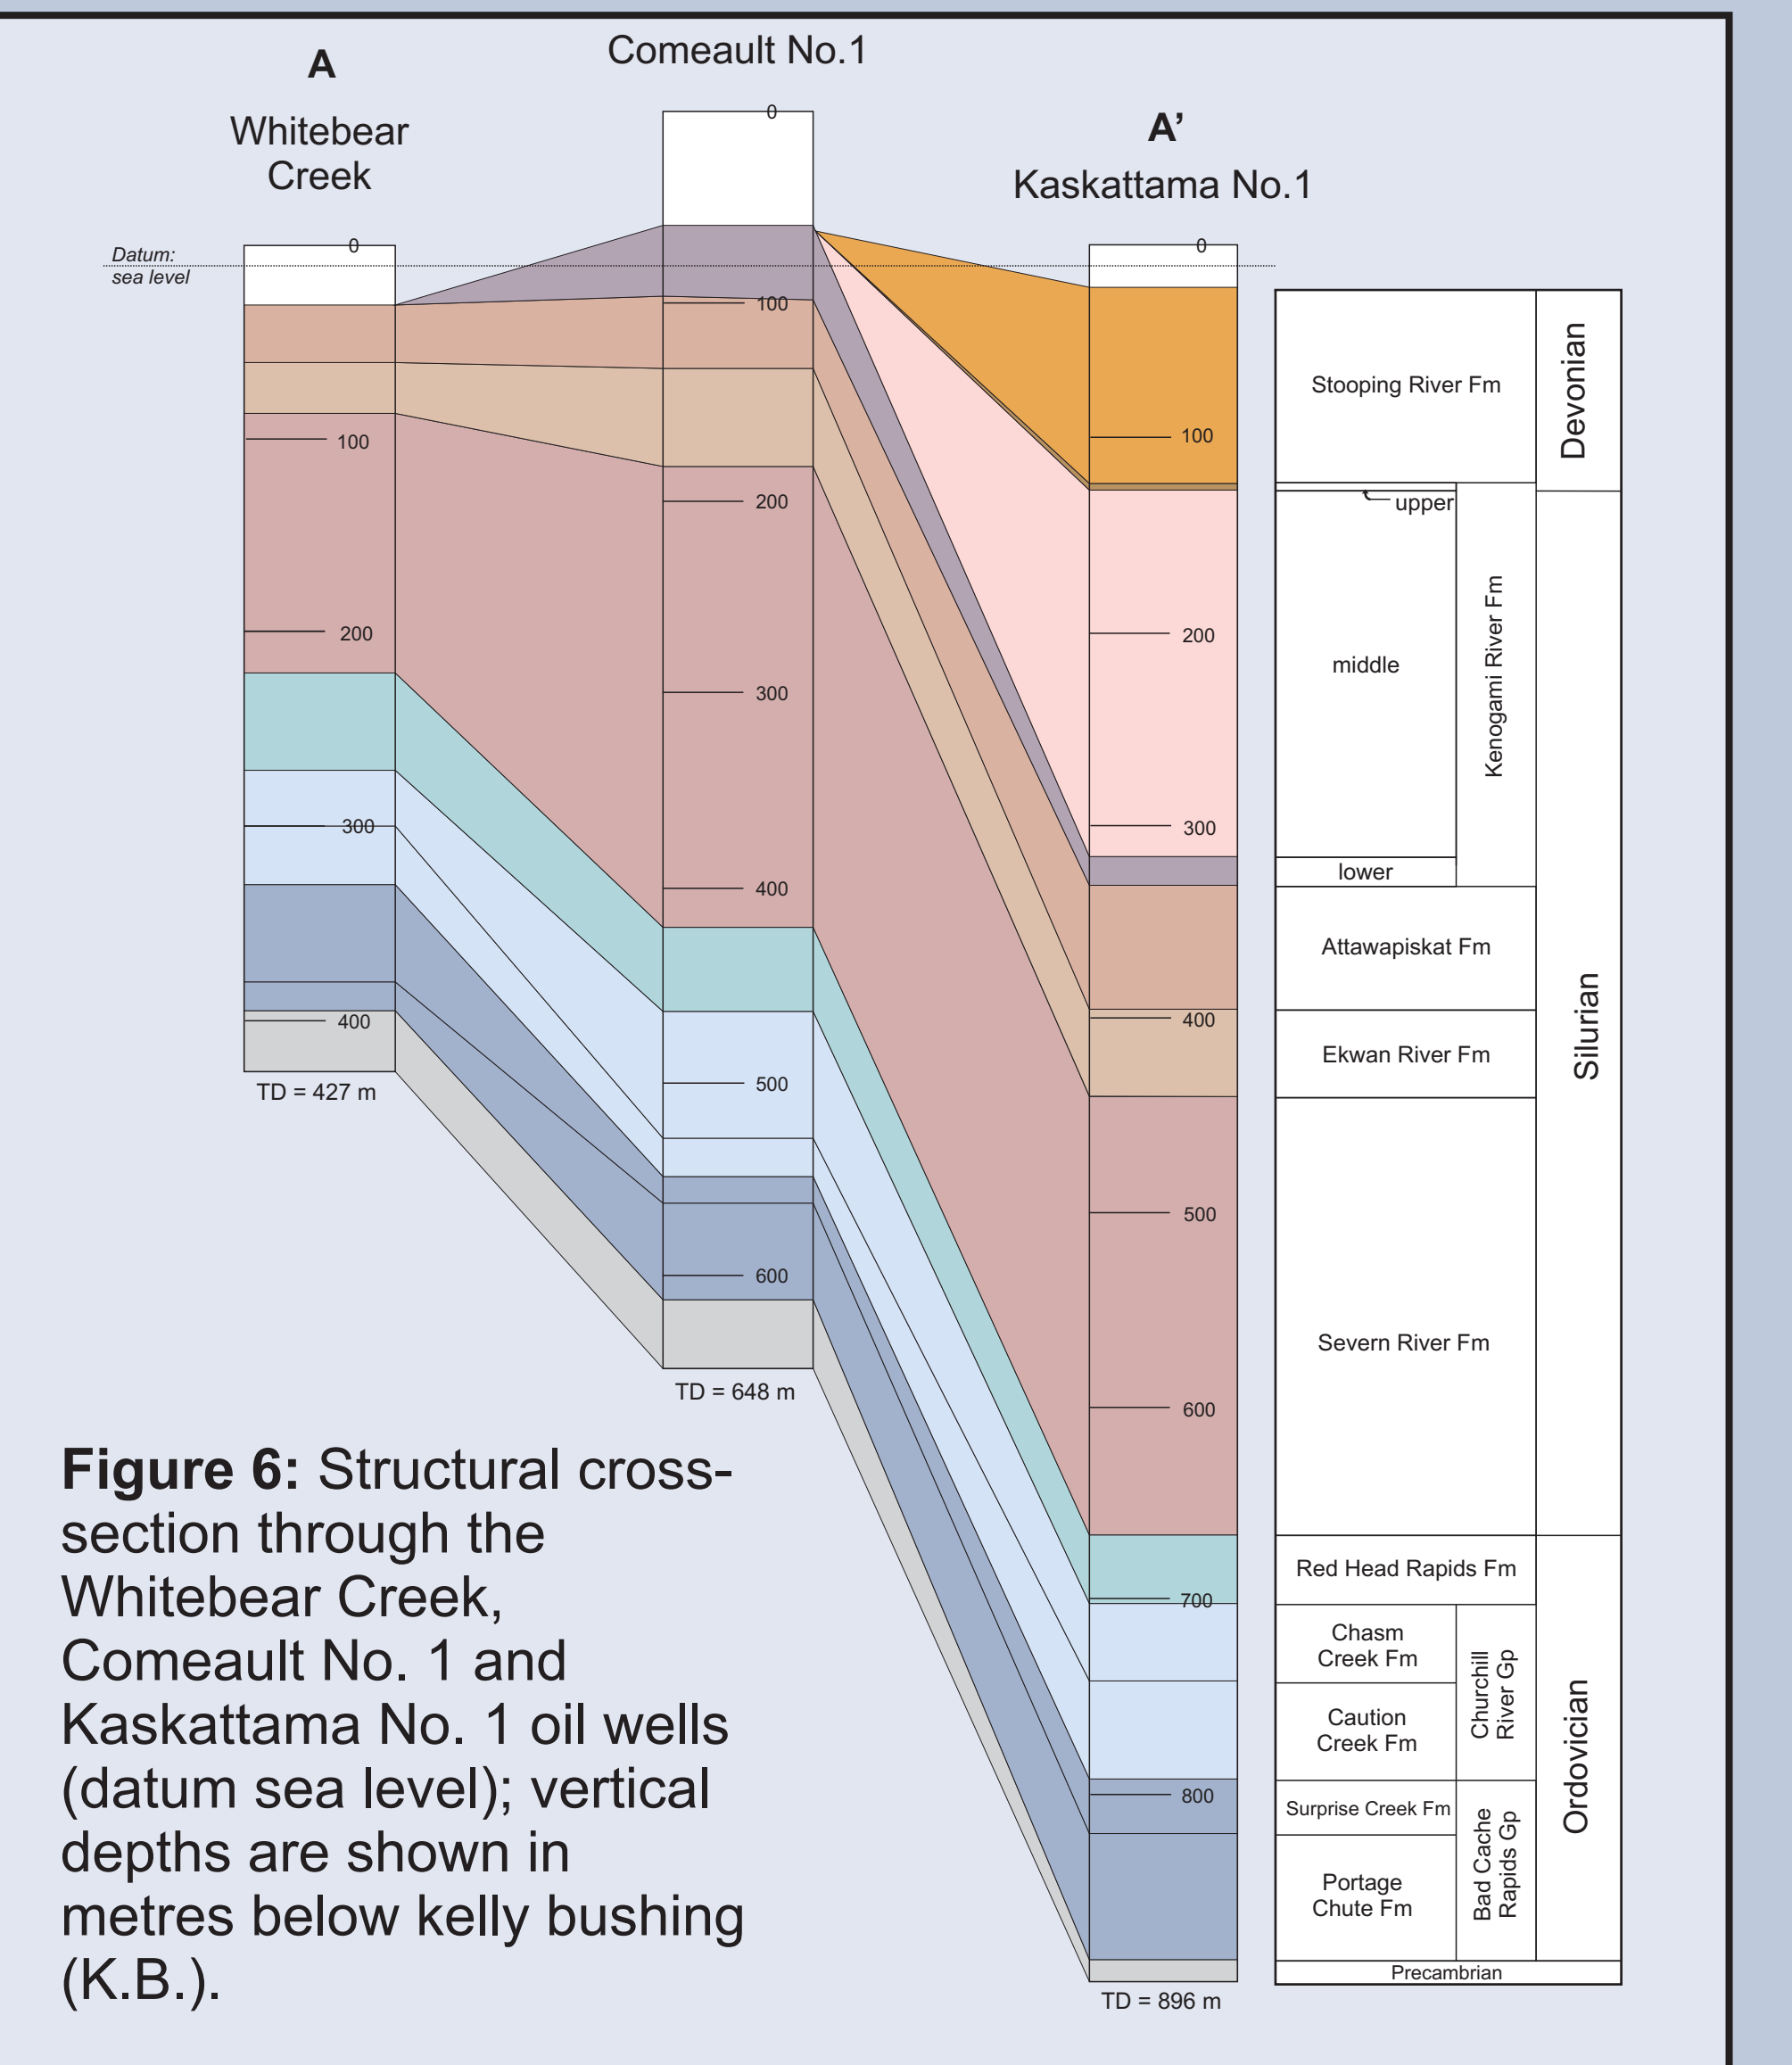 A
Whitebear
Creek
Comeault No.1
A’
Kaskattama No.1
Datum:
sea level
0
100
200
300
400
TD = 427 m
0
100
200
300
400
500
600
TD = 648 m
0
100
200
300
400
500
600
700
800
TD = 896 m
Stooping River Fm
Devonian
upper
middle
lower
Kenogami River Fm
Attawapiskat Fm
Ekwan River Fm
Severn River Fm
Silurian
Red Head Rapids Fm
Chasm
Creek Fm
Caution
Creek Fm
Churchill
River Gp
Surprise Creek Fm
Portage
Chute Fm
Bad Cache
Rapids Gp
Ordovician
Precambrian
Figure 6: Structural cross-
section through the
Whitebear Creek,
Comeault No. 1 and
Kaskattama No. 1 oil wells
(datum sea level); vertical
depths are shown in
metres below kelly bushing
(K.B.).